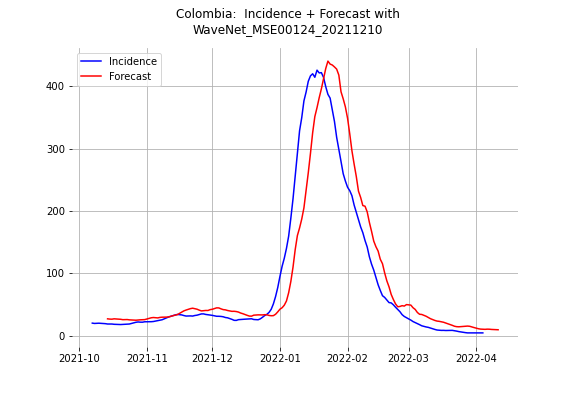 Colombia:  Incidence + Forecast with
WaveNet_MSE00124_20211210
Incidence
Forecast
400
300
200
100
0
2021-10 2021-11 2021-12 2022-01 2022-02 2022-03 2022-04